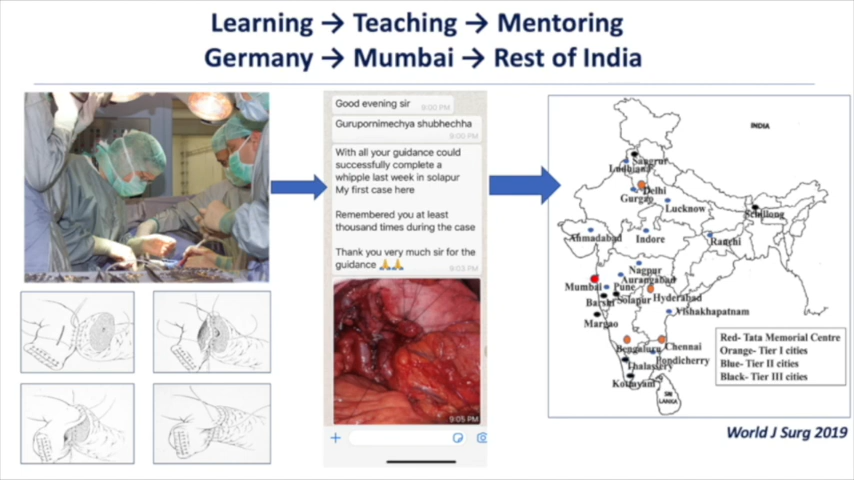 Learning → Teaching → Mentoring
Germany → Mumbai → Rest of India
Good evening sir 9:00 PM
Gurupornimechya shubhechha
9:00 PM
With all your guidance could
successfully complete a
whipple last week in solapur
My first case here
Remembered you at least
thousand times during the case
Thank you very much sir for the
guidance 🙏🙏 9:03 PM
9:05 PM
INDIA
Sangrur
Ludhiana
Delhi
Gurgao
Lucknow
Schilong
Ahmadabad
Indore
Ranchi
Nagpur
Aurangabad
Mumbai
Pune
Barshi
Solapur
Hyderabad
Vishakhapatnam
Margao
Bengaluru
Chennai
Pondicherry
Thalassery
Kottayam
SRI
LANKA
Red- Tata Memorial Centre
Orange- Tier I cities
Blue- Tier II cities
Black- Tier III cities
World J Surg 2019